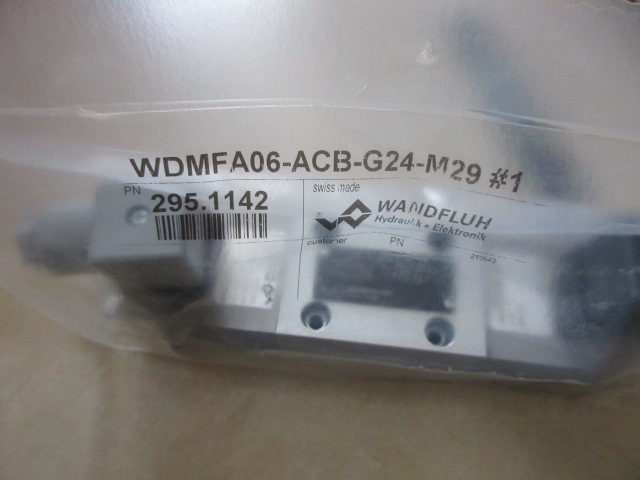 WDMFA06-ACB-G24-M29 #1
PN
295.1142
swiss made
WANDFLUH
Hydraulik + Elektronik
customer PN